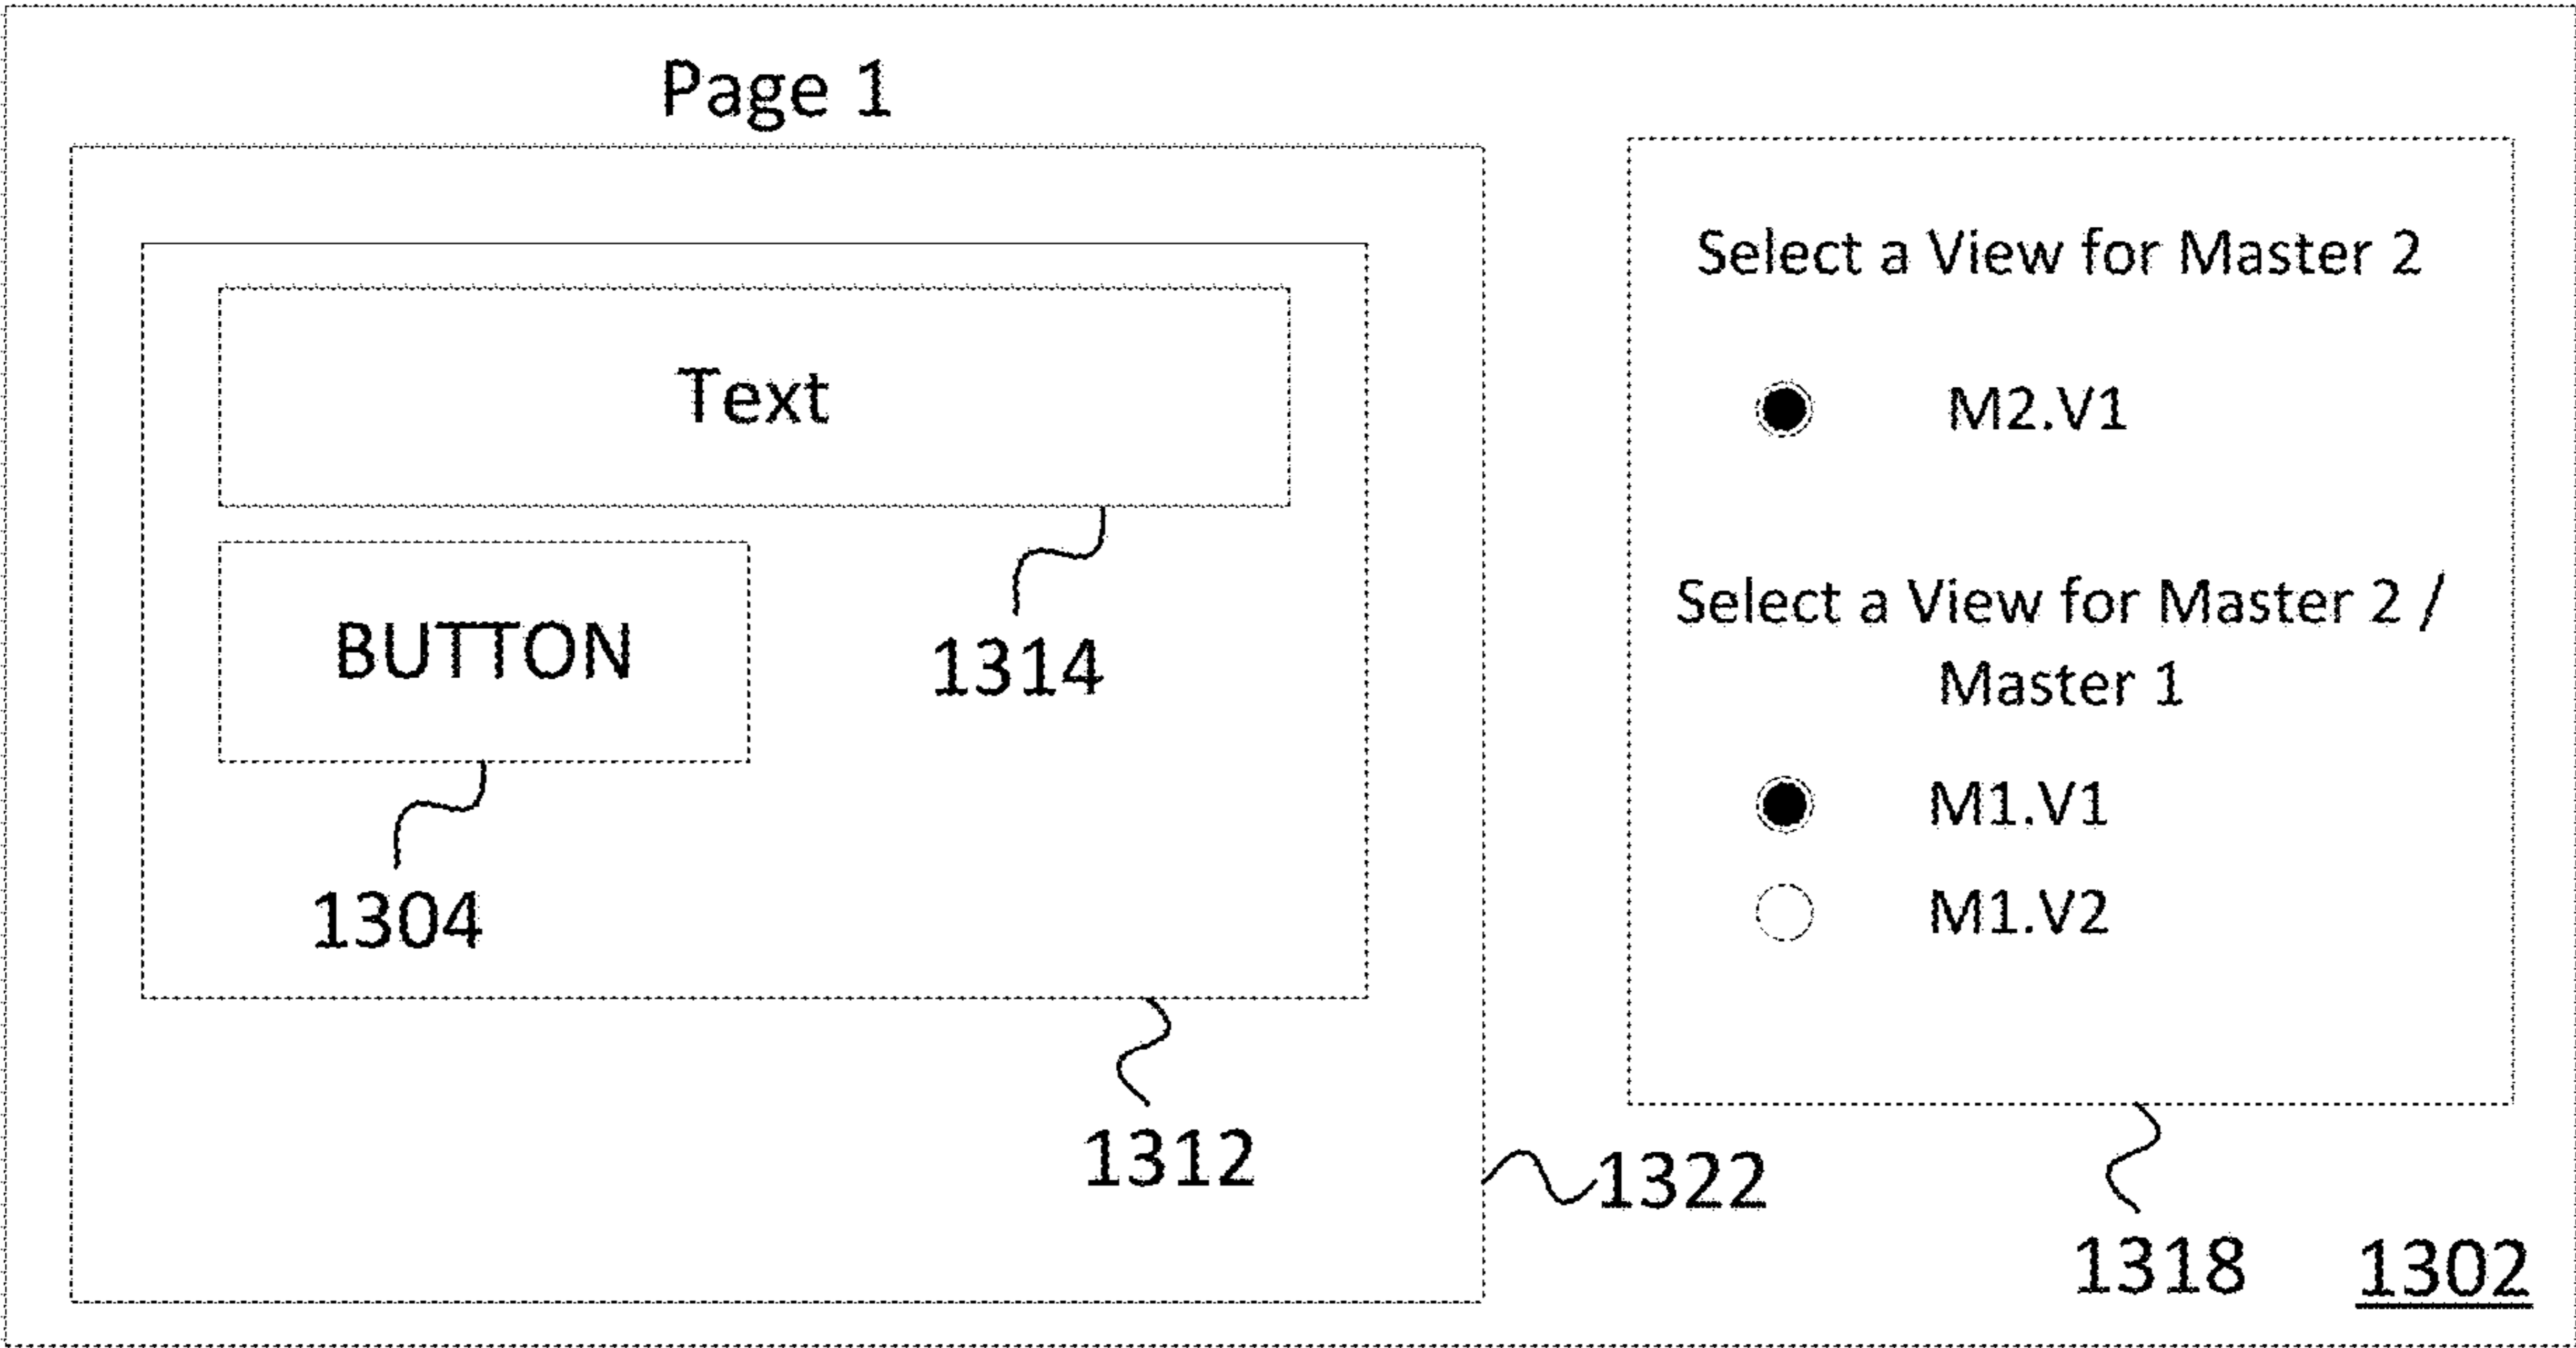 Page 1
Text
1314
BUTTON
1304
1312
1322
Select a View for Master 2
M2.V1
Select a View for Master 2 /
Master 1
M1.V1
M1.V2
1318
1302